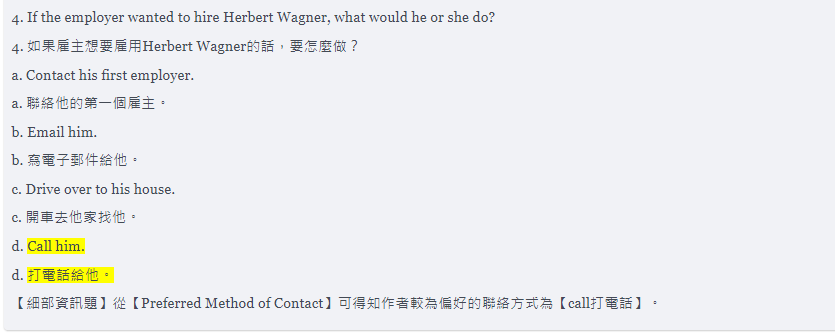 4. If the employer wanted to hire Herbert Wagner, what would he or she do?
4. 如果雇主想要雇用Herbert Wagner的話，要怎麼做？
a. Contact his first employer.
a. 聯絡他的第一個雇主。
b. Email him.
b. 寫電子郵件給他。
c. Drive over to his house.
c. 開車去他家找他。
d. Call him.
d. 打電話給他。
【細部資訊題】從【Preferred Method of Contact】可得知作者較為偏好的聯絡方式為【call打電話】。